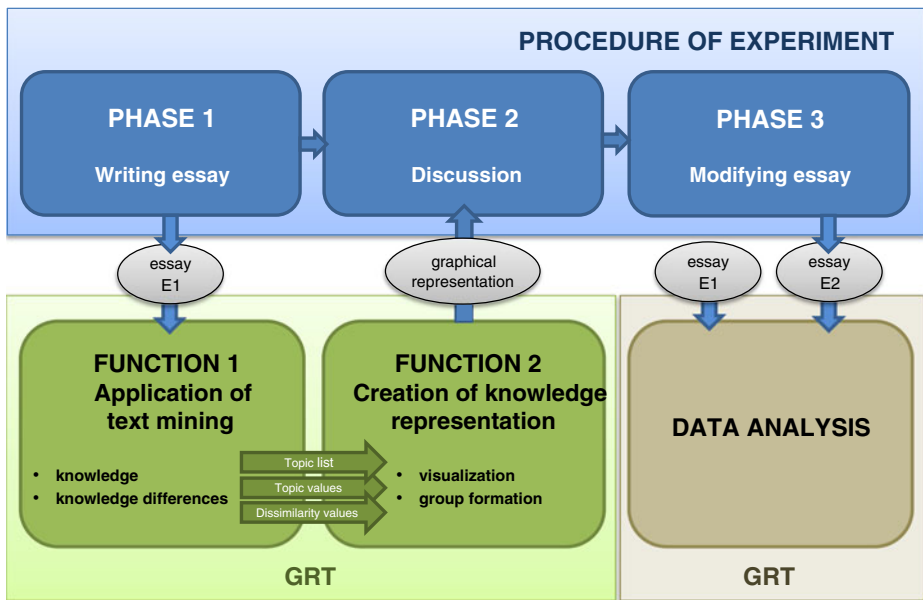 PROCEDURE OF EXPERIMENT
PHASE 1
Writing essay
PHASE 2
Discussion
PHASE 3
Modifying essay
essay
E1
graphical
representation
essay
E1
essay
E2
FUNCTION 1
Application of
text mining
• knowledge
• knowledge differences
Topic list
Topic values
Dissimilarity values
FUNCTION 2
Creation of knowledge
representation
• visualization
• group formation
DATA ANALYSIS
GRT
GRT